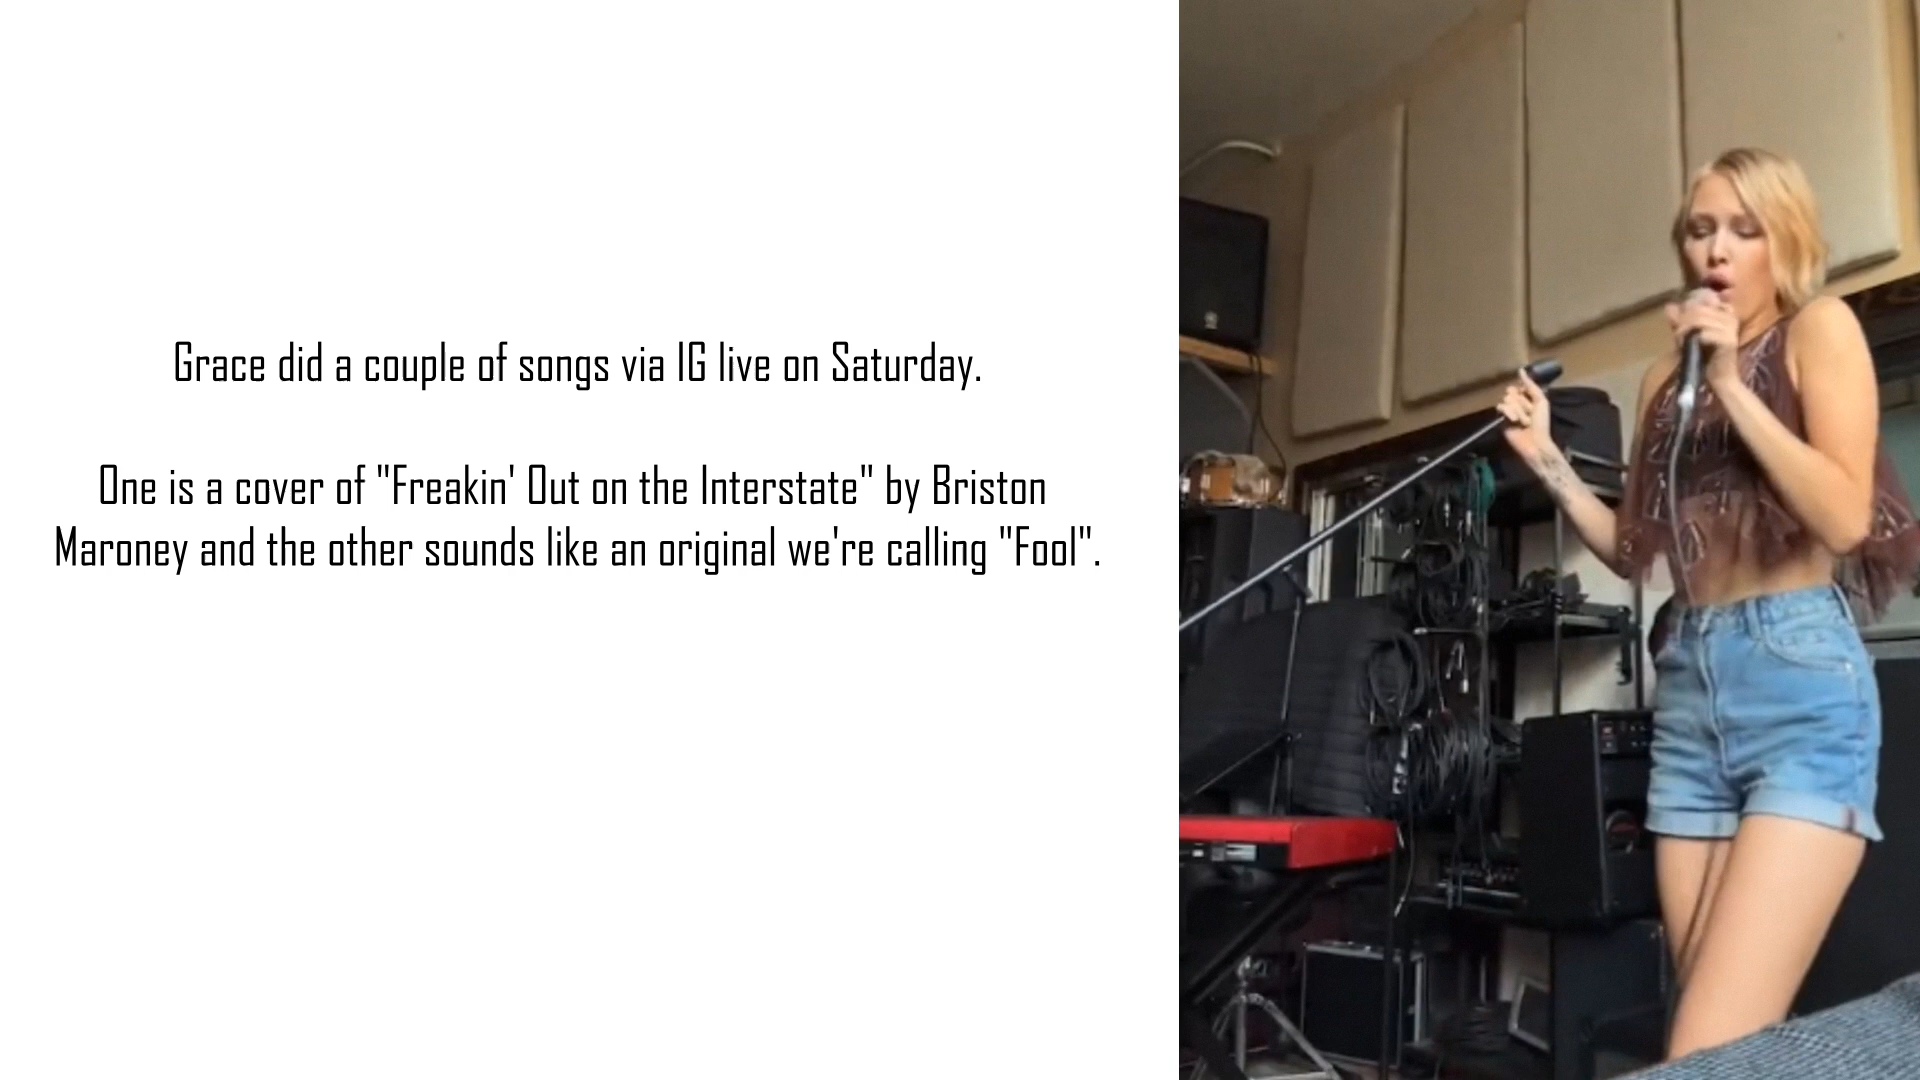 Grace did a couple of songs via IG live on Saturday.
One is a cover of "Freakin' Out on the Interstate" by Briston
Maroney and the other sounds like an original we're calling "Fool".